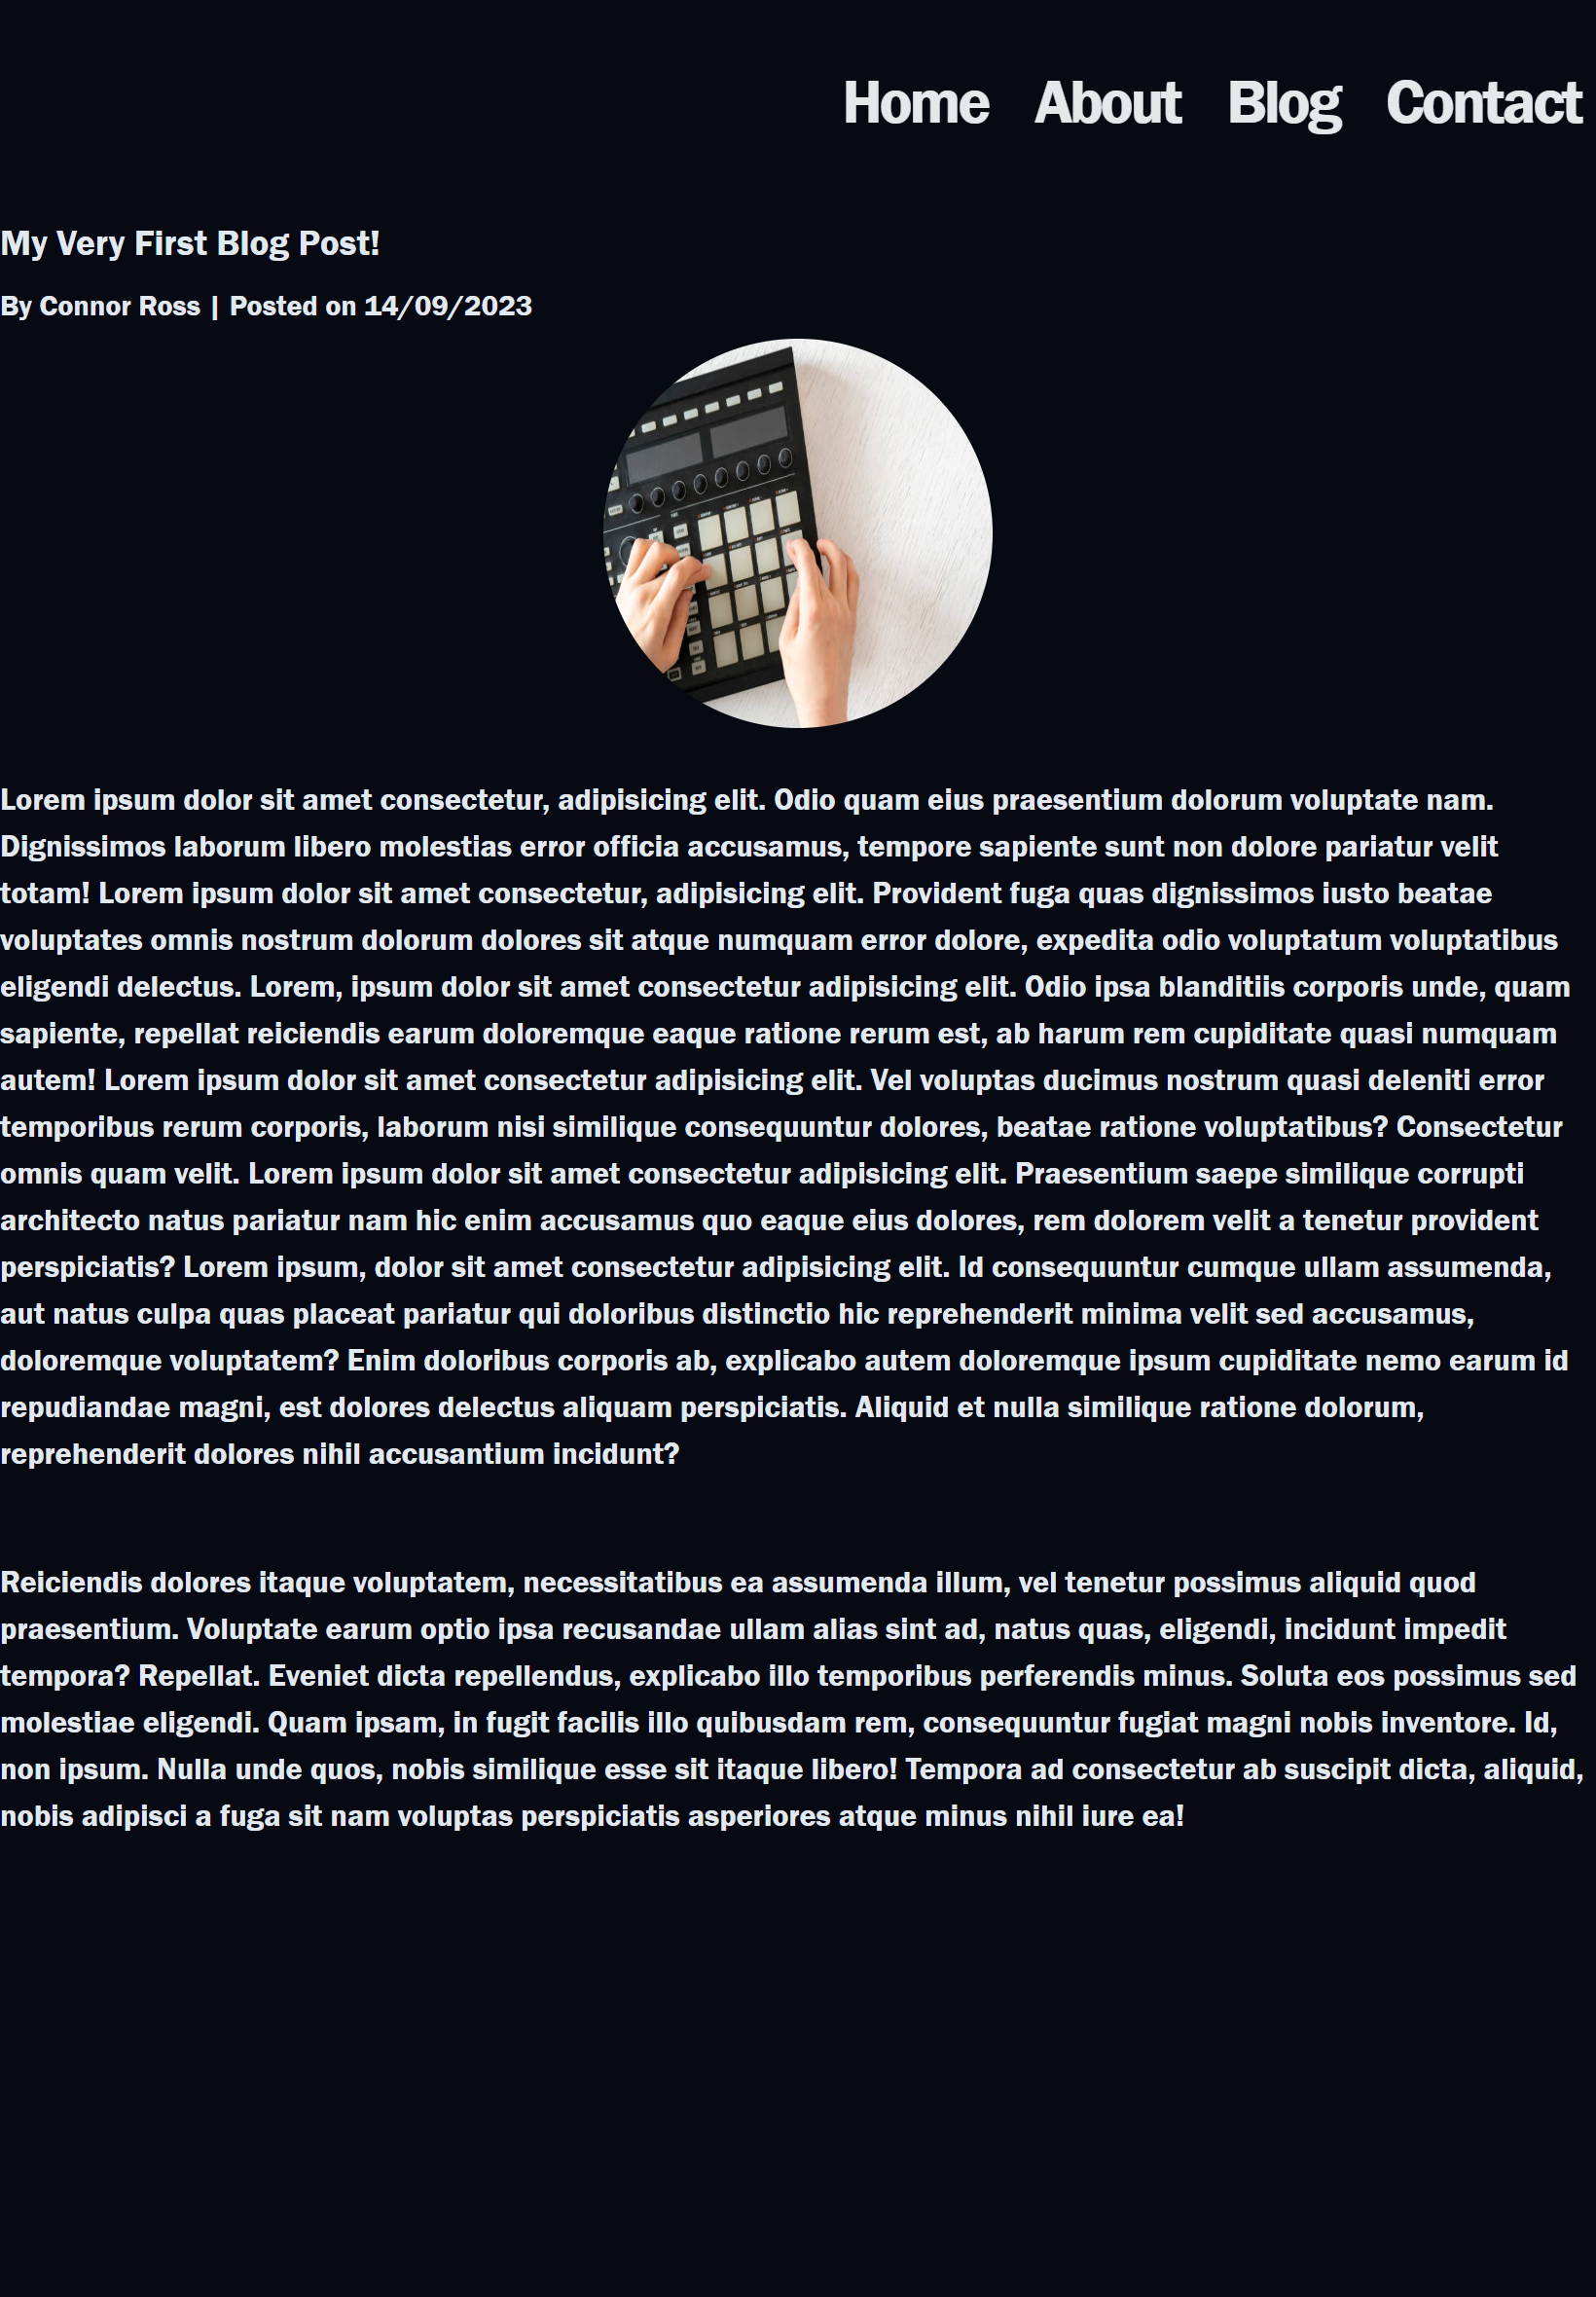 Home About Blog Contact
My Very First Blog Post!
By Connor Ross | Posted on 14/09/2023
Lorem ipsum dolor sit amet consectetur, adipisicing elit. Odio quam eius praesentium dolorum voluptate nam.
Dignissimos laborum libero molestias error officia accusamus, tempore sapiente sunt non dolore pariatur velit
totam! Lorem ipsum dolor sit amet consectetur, adipisicing elit. Provident fuga quas dignissimos iusto beatae
voluptates omnis nostrum dolorum dolores sit atque numquam error dolore, expedita odio voluptatum voluptatibus
eligendi delectus. Lorem, ipsum dolor sit amet consectetur adipisicing elit. Odio ipsa blanditiis corporis unde, quam
sapiente, repellat reiciendis earum doloremque eaque ratione rerum est, ab harum rem cupiditate quasi numquam
autem! Lorem ipsum dolor sit amet consectetur adipisicing elit. Vel voluptas ducimus nostrum quasi deleniti error
temporibus rerum corporis, laborum nisi similique consequuntur dolores, beatae ratione voluptatibus? Consectetur
omnis quam velit. Lorem ipsum dolor sit amet consectetur adipisicing elit. Praesentium saepe similique corrupti
architecto natus pariatur nam hic enim accusamus quo eaque eius dolores, rem dolorem velit a tenetur provident
perspiciatis? Lorem ipsum, dolor sit amet consectetur adipisicing elit. Id consequuntur cumque ullam assumenda,
aut natus culpa quas placeat pariatur qui doloribus distinctio hic reprehenderit minima velit sed accusamus,
doloremque voluptatem? Enim doloribus corporis ab, explicabo autem doloremque ipsum cupiditate nemo earum id
repudiandae magni, est dolores delectus aliquam perspiciatis. Aliquid et nulla similique ratione dolorum,
reprehenderit dolores nihil accusantium incidunt?
Reiciendis dolores itaque voluptatem, necessitatibus ea assumenda illum, vel tenetur possimus aliquid quod
praesentium. Voluptate earum optio ipsa recusandae ullam alias sint ad, natus quas, eligendi, incidunt impedit
tempora? Repellat. Eveniet dicta repellendus, explicabo illo temporibus perferendis minus. Soluta eos possimus sed
molestiae eligendi. Quam ipsam, in fugit facilis illo quibusdam rem, consequuntur fugiat magni nobis inventore. Id,
non ipsum. Nulla unde quos, nobis similique esse sit itaque libero! Tempora ad consectetur ab suscipit dicta, aliquid,
nobis adipisci a fuga sit nam voluptas perspiciatis asperiores atque minus nihil iure ea!